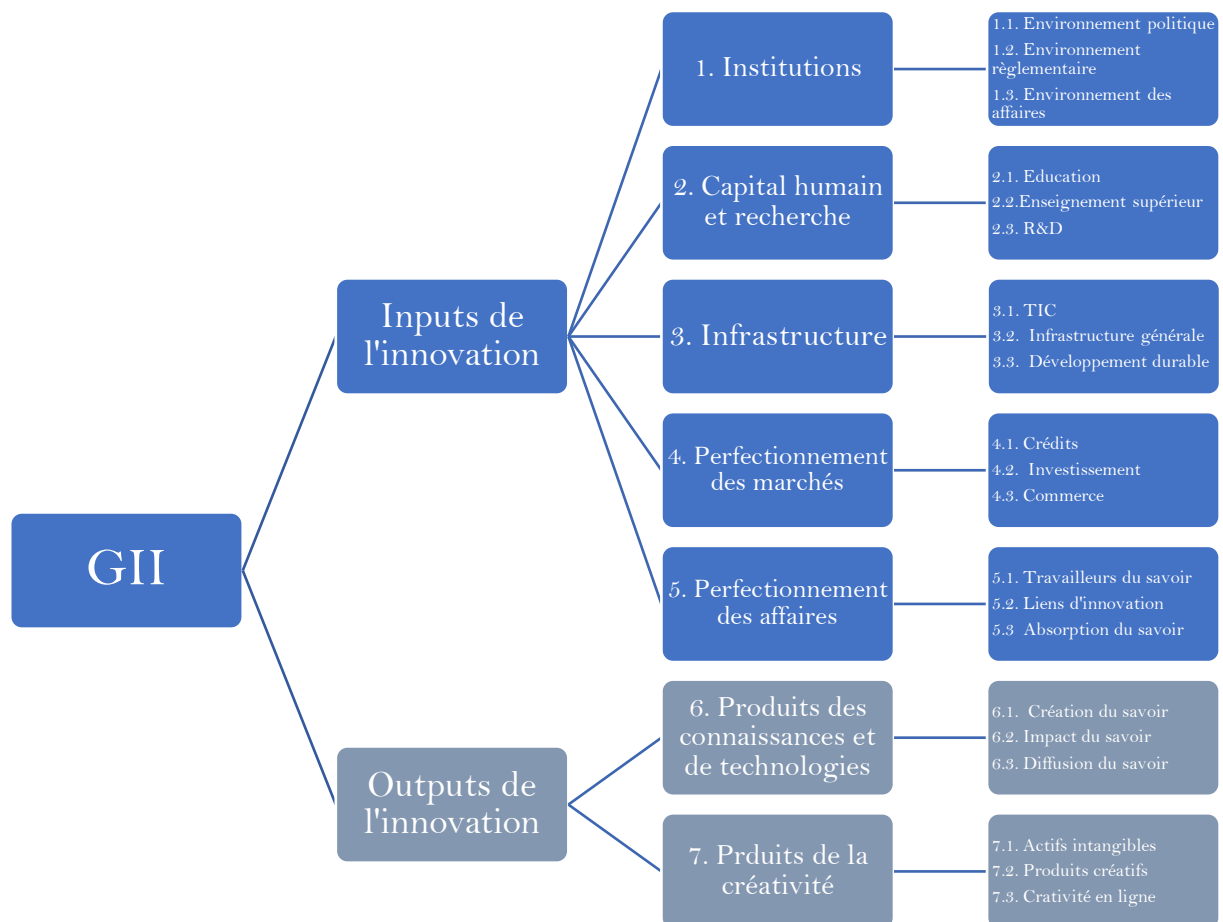 GII
Inputs de
l'innovation
1. Institutions
1.1. Environnement politique
1.2. Environnement
règlementaire
1.3. Environnement des
affaires
2. Capital humain
et recherche
2.1. Education
2.2.Enseignement supérieur
2.3. R&D
3. Infrastructure
3.1. TIC
3.2. Infrastructure générale
3.3. Développement durable
4. Perfectionnement
des marchés
4.1. Crédits
4.2. Investissement
4.3. Commerce
5. Perfectionnement
des affaires
5.1. Travailleurs du savoir
5.2. Liens d'innovation
5.3 Absorption du savoir
Outputs de
l'innovation
6. Produits des
connaissances et
de technologies
6.1. Création du savoir
6.2. Impact du savoir
6.3. Diffusion du savoir
7. Prduits de la
créativité
7.1. Actifs intangibles
7.2. Produits créatifs
7.3. Crativité en ligne